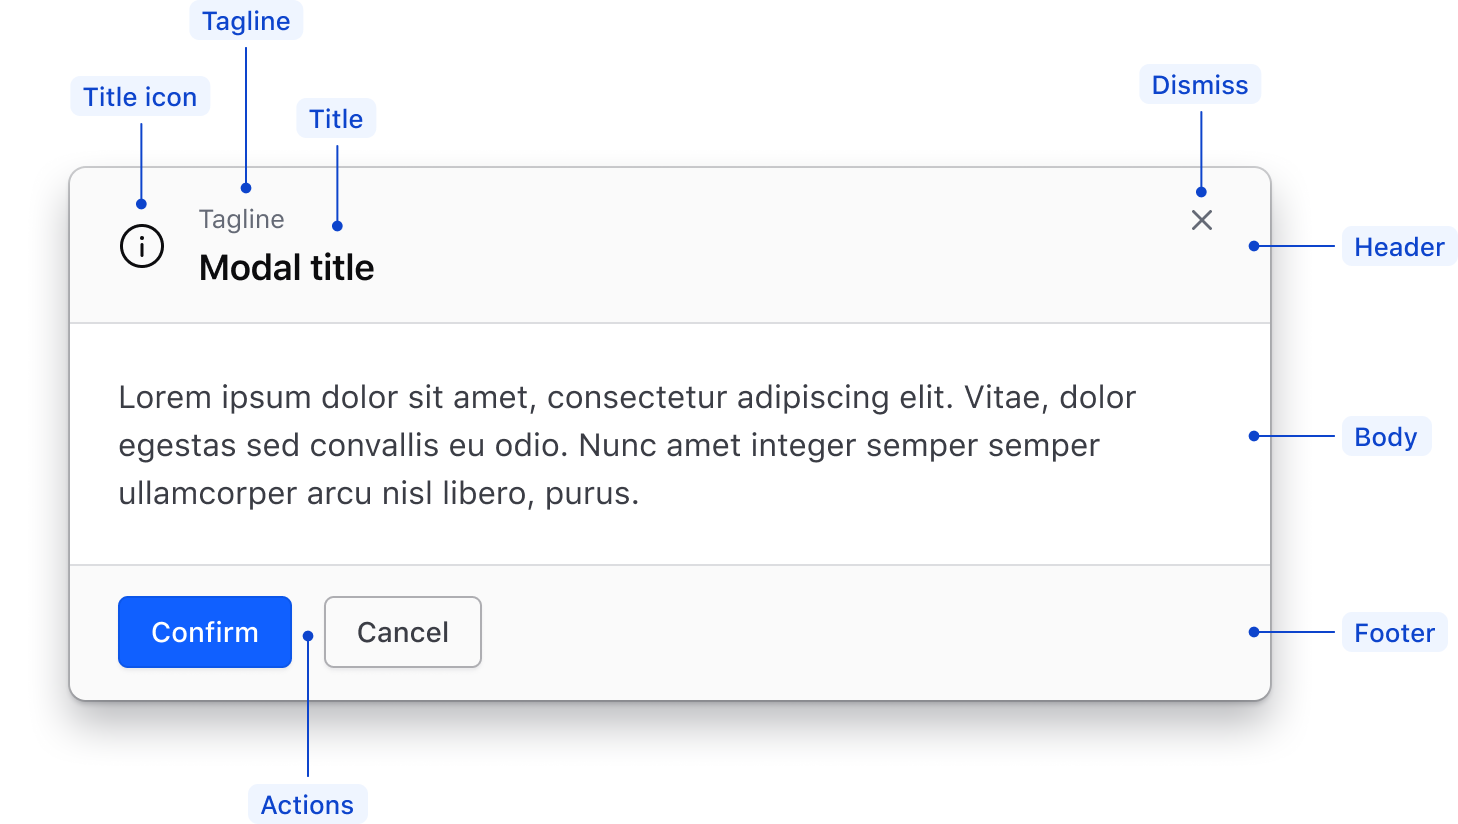 Tagline
Title icon
Title
Dismiss
Tagline
Modal title
Header
Lorem ipsum dolor sit amet, consectetur adipiscing elit. Vitae, dolor
egestas sed convallis eu odio. Nunc amet integer semper semper
ullamcorper arcu nisl libero, purus.
Body
Confirm
Cancel
Footer
Actions